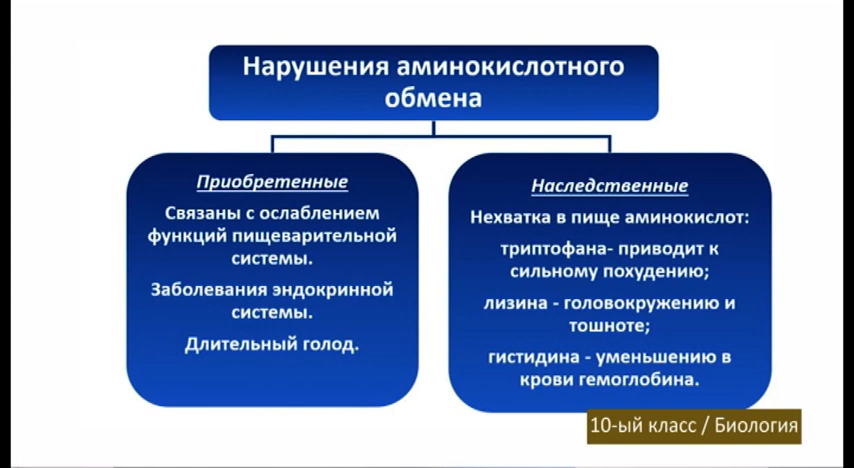 Нарушения аминокислотного
обмена
Приобретенные
Связаны с ослаблением
функций пищеварительной
системы.
Заболевания эндокринной
системы.
Длительный голод.
Наследственные
Нехватка в пище аминокислот:
триптофана- приводит к
сильному похудению;
лизина - головокружению и
тошноте;
гистидина - уменьшению в
крови гемоглобина.
10-ый класс / Биология